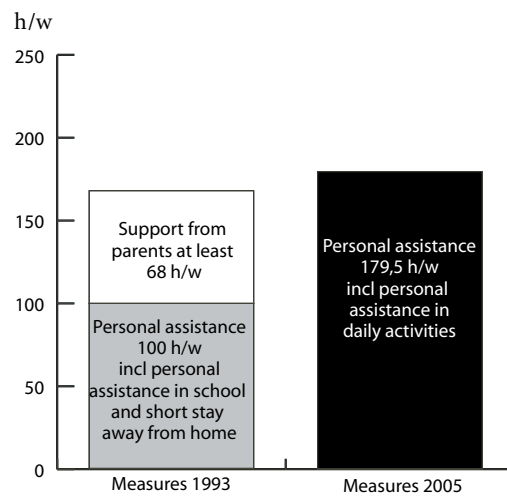 h/w
250
200
150
100
50
0
Support from
parents at least
68 h/w
Personal assistance
100 h/w
incl personal
assistance in school
and short stay
away from home
Personal assistance
179,5 h/w
incl personal
assistance in
daily activities
Measures 1993
Measures 2005